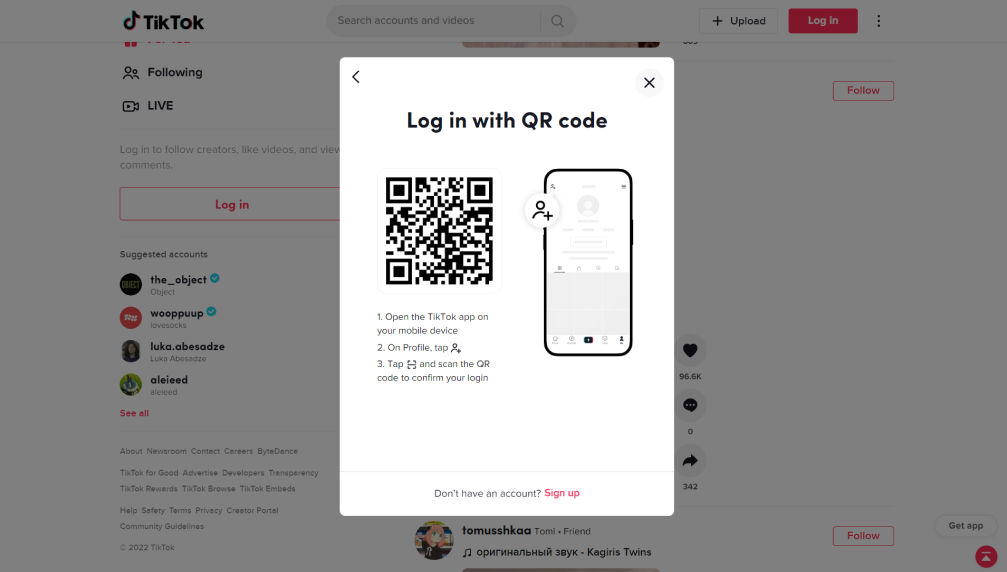 TikTok
Search accounts and videos
Upload
Log in
Following
LIVE
Log in to follow creators, like videos, and view
comments.
Log in
Suggested accounts
the_object
Object
wooppuup
lovesocks
luka.abesadze
Luka Abesadze
aleieed
aleieed
See all
About Newsroom Contact Careers ByteDance
TikTok for Good Advertise Developers Transparency
TikTok Rewards TikTok Browse TikTok Embeds
Help Safety Terms Privacy Creator Portal
Community Guidelines
© 2022 TikTok
Log in with QR code
1. Open the TikTok app on
your mobile device
2. On Profile, tap
3. Tap and scan the QR
code to confirm your login
Don't have an account? Sign up
Follow
96.6K
0
342
tomusshkaa Tomi • Friend
оригинальный звук - Kagiris Twins
Follow
Get app